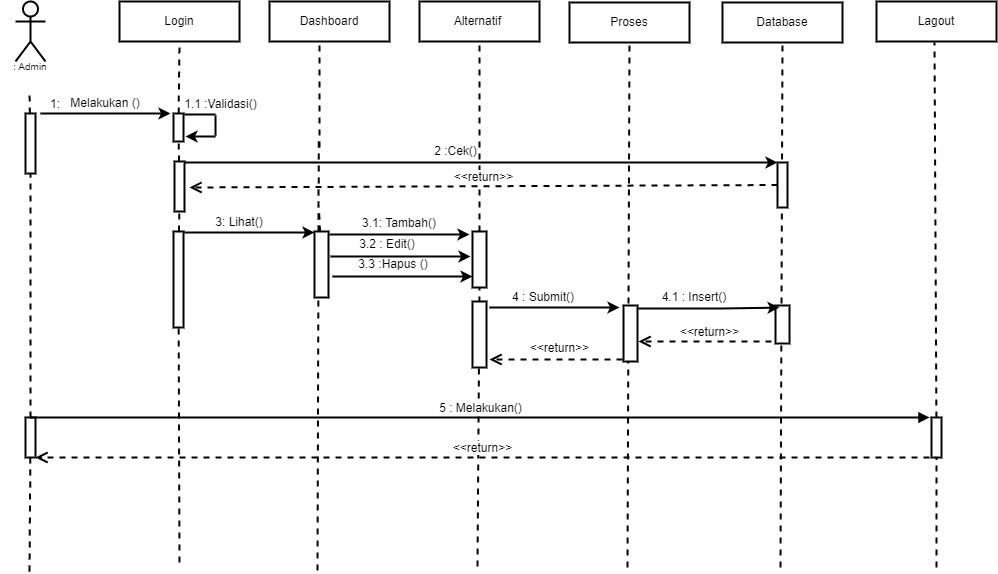 Login
Dashboard
Alternatif
Proses
Database
Lagout
: Admin
1: Melakukan ()
1.1 :Validasi()
2 :Cek()
<<return>>
3: Lihat()
3.1: Tambah()
3.2 : Edit()
3.3 :Hapus ()
4 : Submit()
4.1 : Insert()
<<return>>
<<return>>
5 : Melakukan()
<<return>>